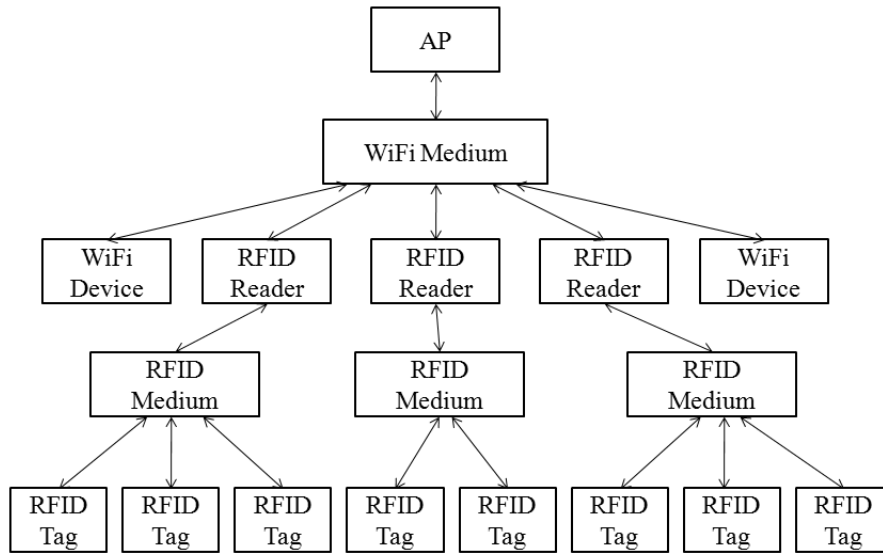 AP
WiFi Medium
WiFi
Device
RFID
Reader
RFID
Reader
RFID
Reader
WiFi
Device
RFID
Medium
RFID
Medium
RFID
Medium
RFID
Tag
RFID
Tag
RFID
Tag
RFID
Tag
RFID
Tag
RFID
Tag
RFID
Tag
RFID
Tag